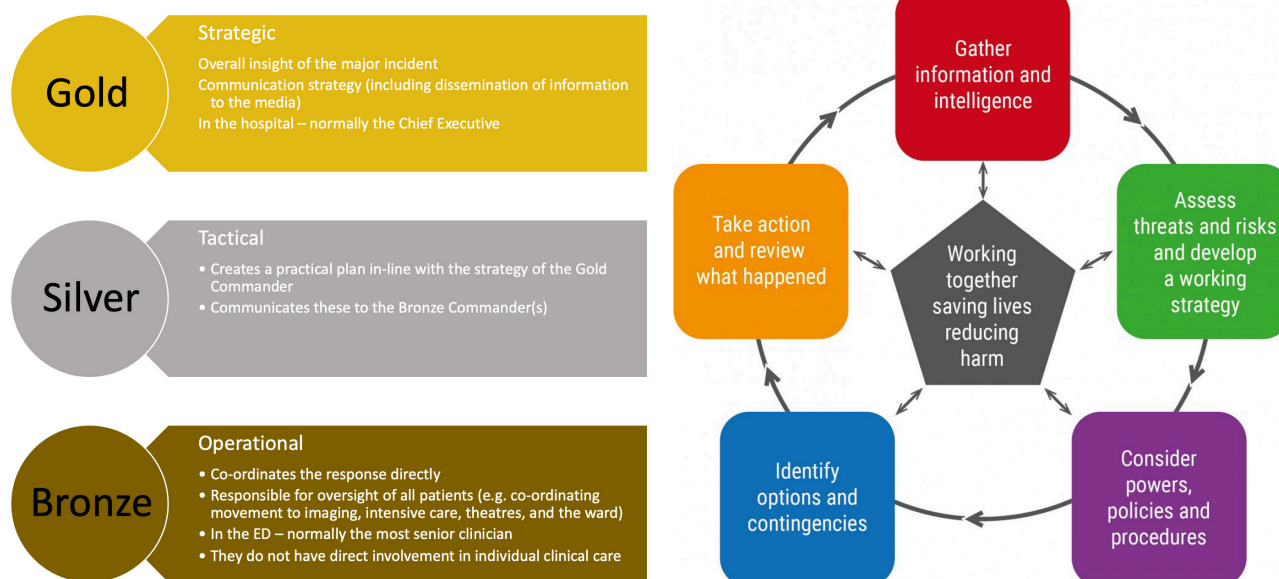 Gold
Strategic
Overall insight of the major incident
Communication strategy (including dissemination of information
to the media)
In the hospital – normally the Chief Executive
Silver
Tactical
• Creates a practical plan in-line with the strategy of the Gold
Commander
• Communicates these to the Bronze Commander(s)
Bronze
Operational
• Co-ordinates the response directly
• Responsible for oversight of all patients (e.g. co-ordinating
movement to imaging, intensive care, theatres, and the ward)
• In the ED – normally the most senior clinician
• They do not have direct involvement in individual clinical care
Gather
information and
intelligence
Assess
threats and risks
and develop
a working
strategy
Consider
powers,
policies and
procedures
Identify
options and
contingencies
Take action
and review
what happened
Working
together
saving lives
reducing
harm